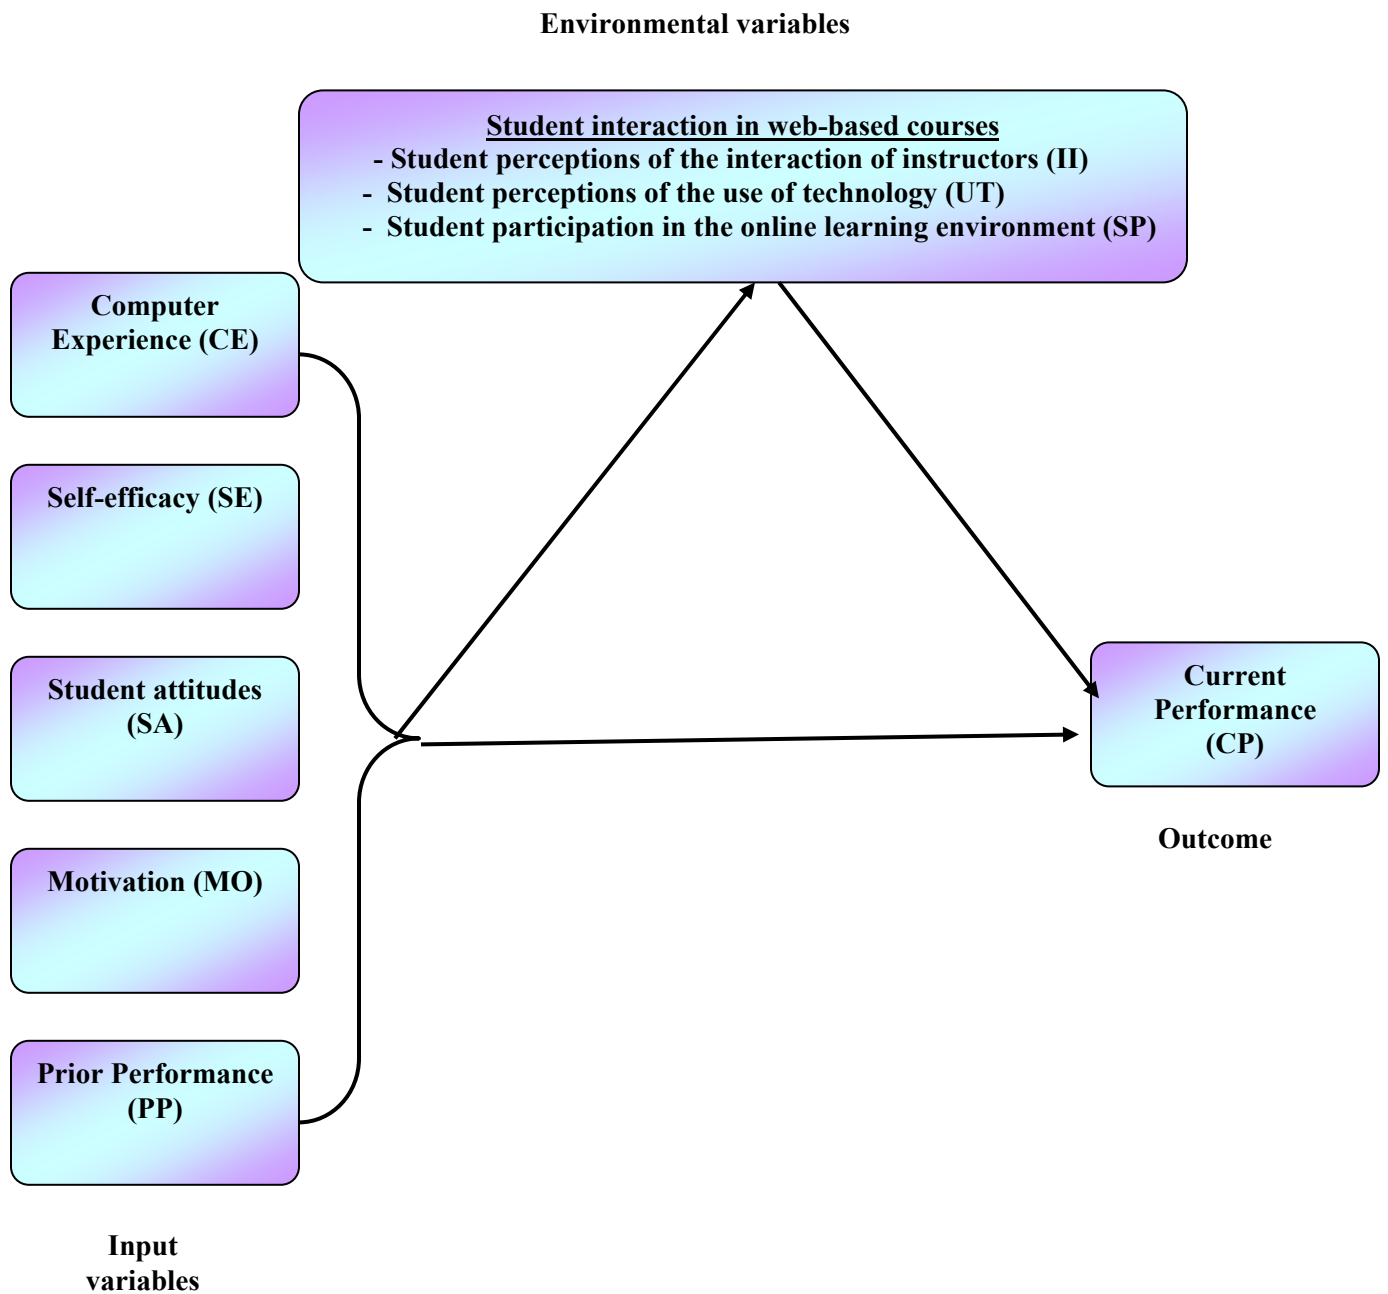 Environmental variables
Student interaction in web-based courses
- Student perceptions of the interaction of instructors (II)
- Student perceptions of the use of technology (UT)
- Student participation in the online learning environment (SP)
Computer
Experience (CE)
Self-efficacy (SE)
Student attitudes
(SA)
Motivation (MO)
Prior Performance
(PP)
Input
variables
Current
Performance
(CP)
Outcome